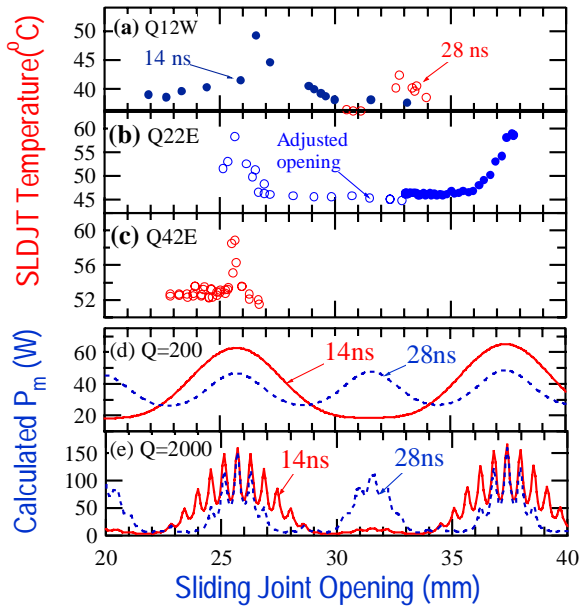 SLDJT Temperature(°C)
Calculated P_m (W)
(a) Q12W
14 ns
28 ns
50
45
40
(b) Q22E
Adjusted
opening
60
55
50
45
(c) Q42E
60
56
52
(d) Q=200
14ns
28ns
60
40
20
(e) Q=2000
14ns
28ns
150
100
50
0
20 25 30 35 40
Sliding Joint Opening (mm)